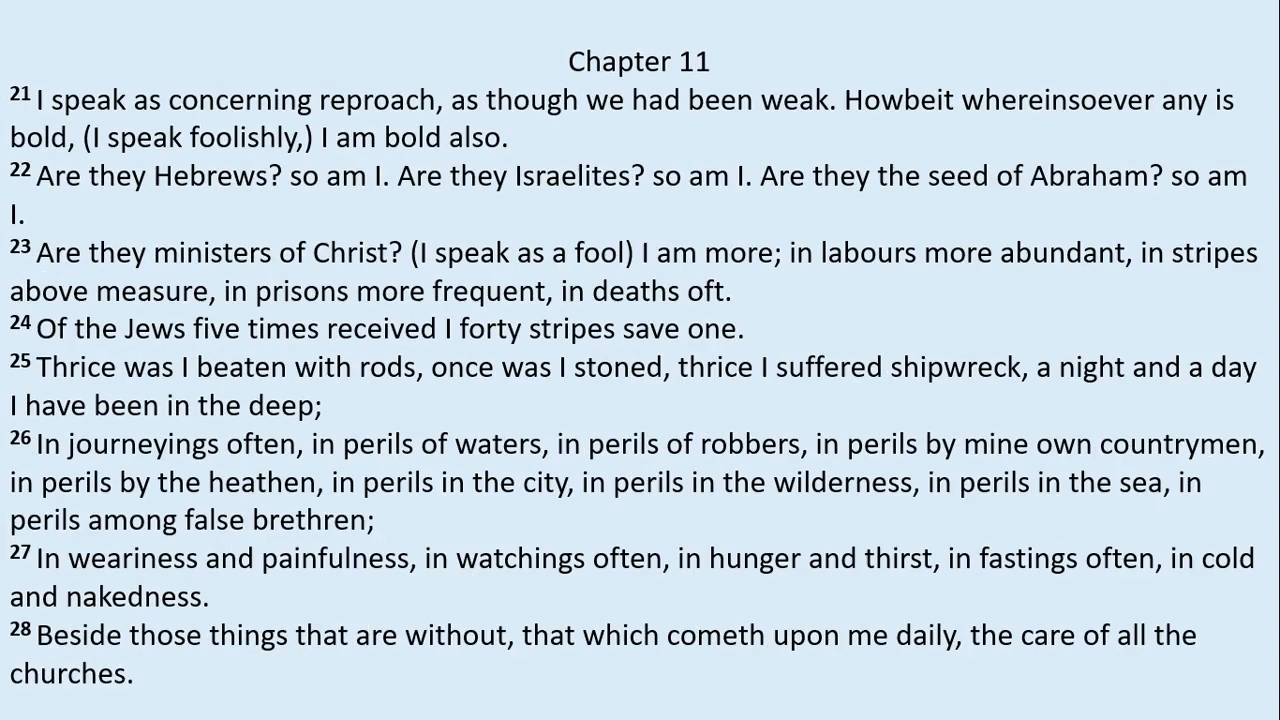 Chapter 11
21 I speak as concerning reproach, as though we had been weak. Howbeit whereinsoever any is
bold, (I speak foolishly,) I am bold also.
22 Are they Hebrews? so am I. Are they Israelites? so am I. Are they the seed of Abraham? so am
I.
23 Are they ministers of Christ? (I speak as a fool) I am more; in labours more abundant, in stripes
above measure, in prisons more frequent, in deaths oft.
24 Of the Jews five times received I forty stripes save one.
25 Thrice was I beaten with rods, once was I stoned, thrice I suffered shipwreck, a night and a day
I have been in the deep;
26 In journeyings often, in perils of waters, in perils of robbers, in perils by mine own countrymen,
in perils by the heathen, in perils in the city, in perils in the wilderness, in perils in the sea, in
perils among false brethren;
27 In weariness and painfulness, in watchings often, in hunger and thirst, in fastings often, in cold
and nakedness.
28 Beside those things that are without, that which cometh upon me daily, the care of all the
churches.